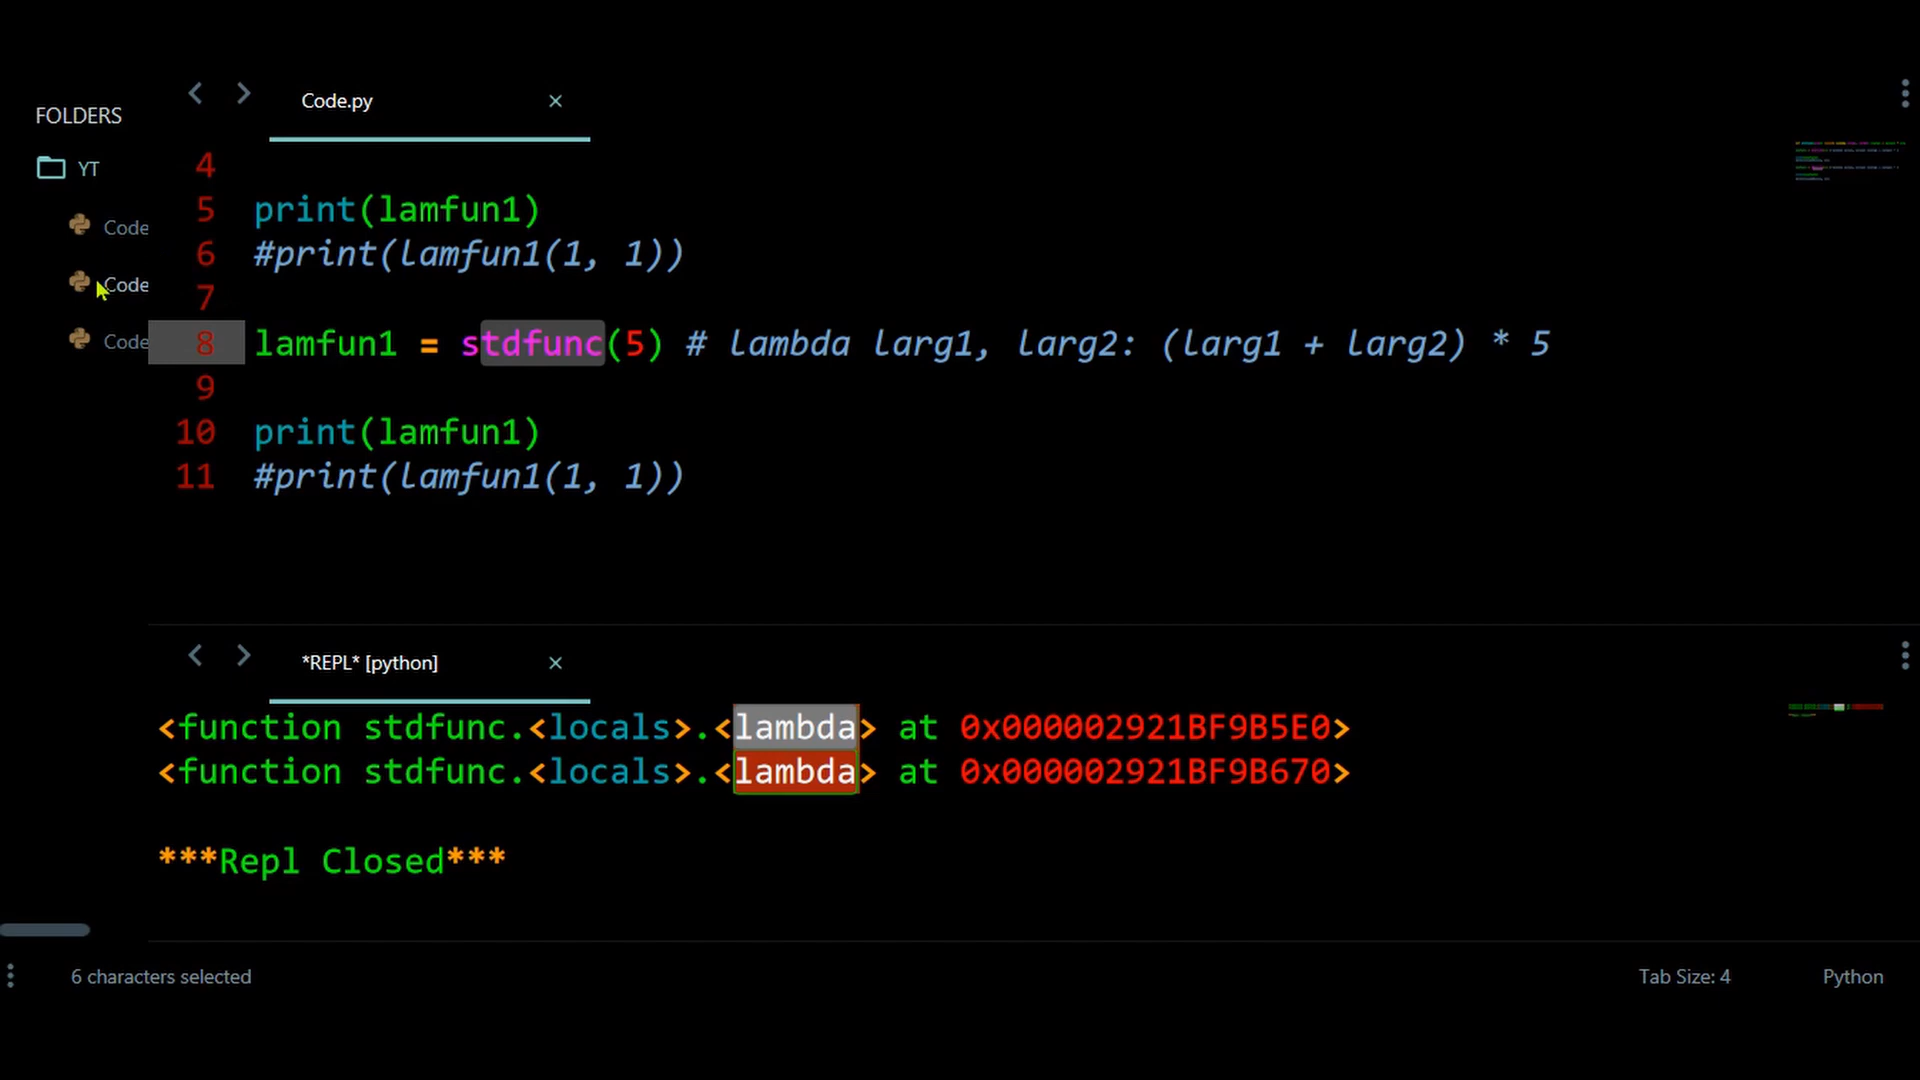 FOLDERS
YT
Code
Code
Code
Code.py
4
5 print(lamfun1)
6 #print(lamfun1(1, 1))
7
8 lamfun1 = stdfunc(5) # lambda larg1, larg2: (larg1 + larg2) * 5
9
10 print(lamfun1)
11 #print(lamfun1(1, 1))
*REPL* [python]
<function stdfunc.<locals>.<lambda> at 0x000002921BF9B5E0>
<function stdfunc.<locals>.<lambda> at 0x000002921BF9B670>
***Repl Closed***
6 characters selected
Tab Size: 4
Python